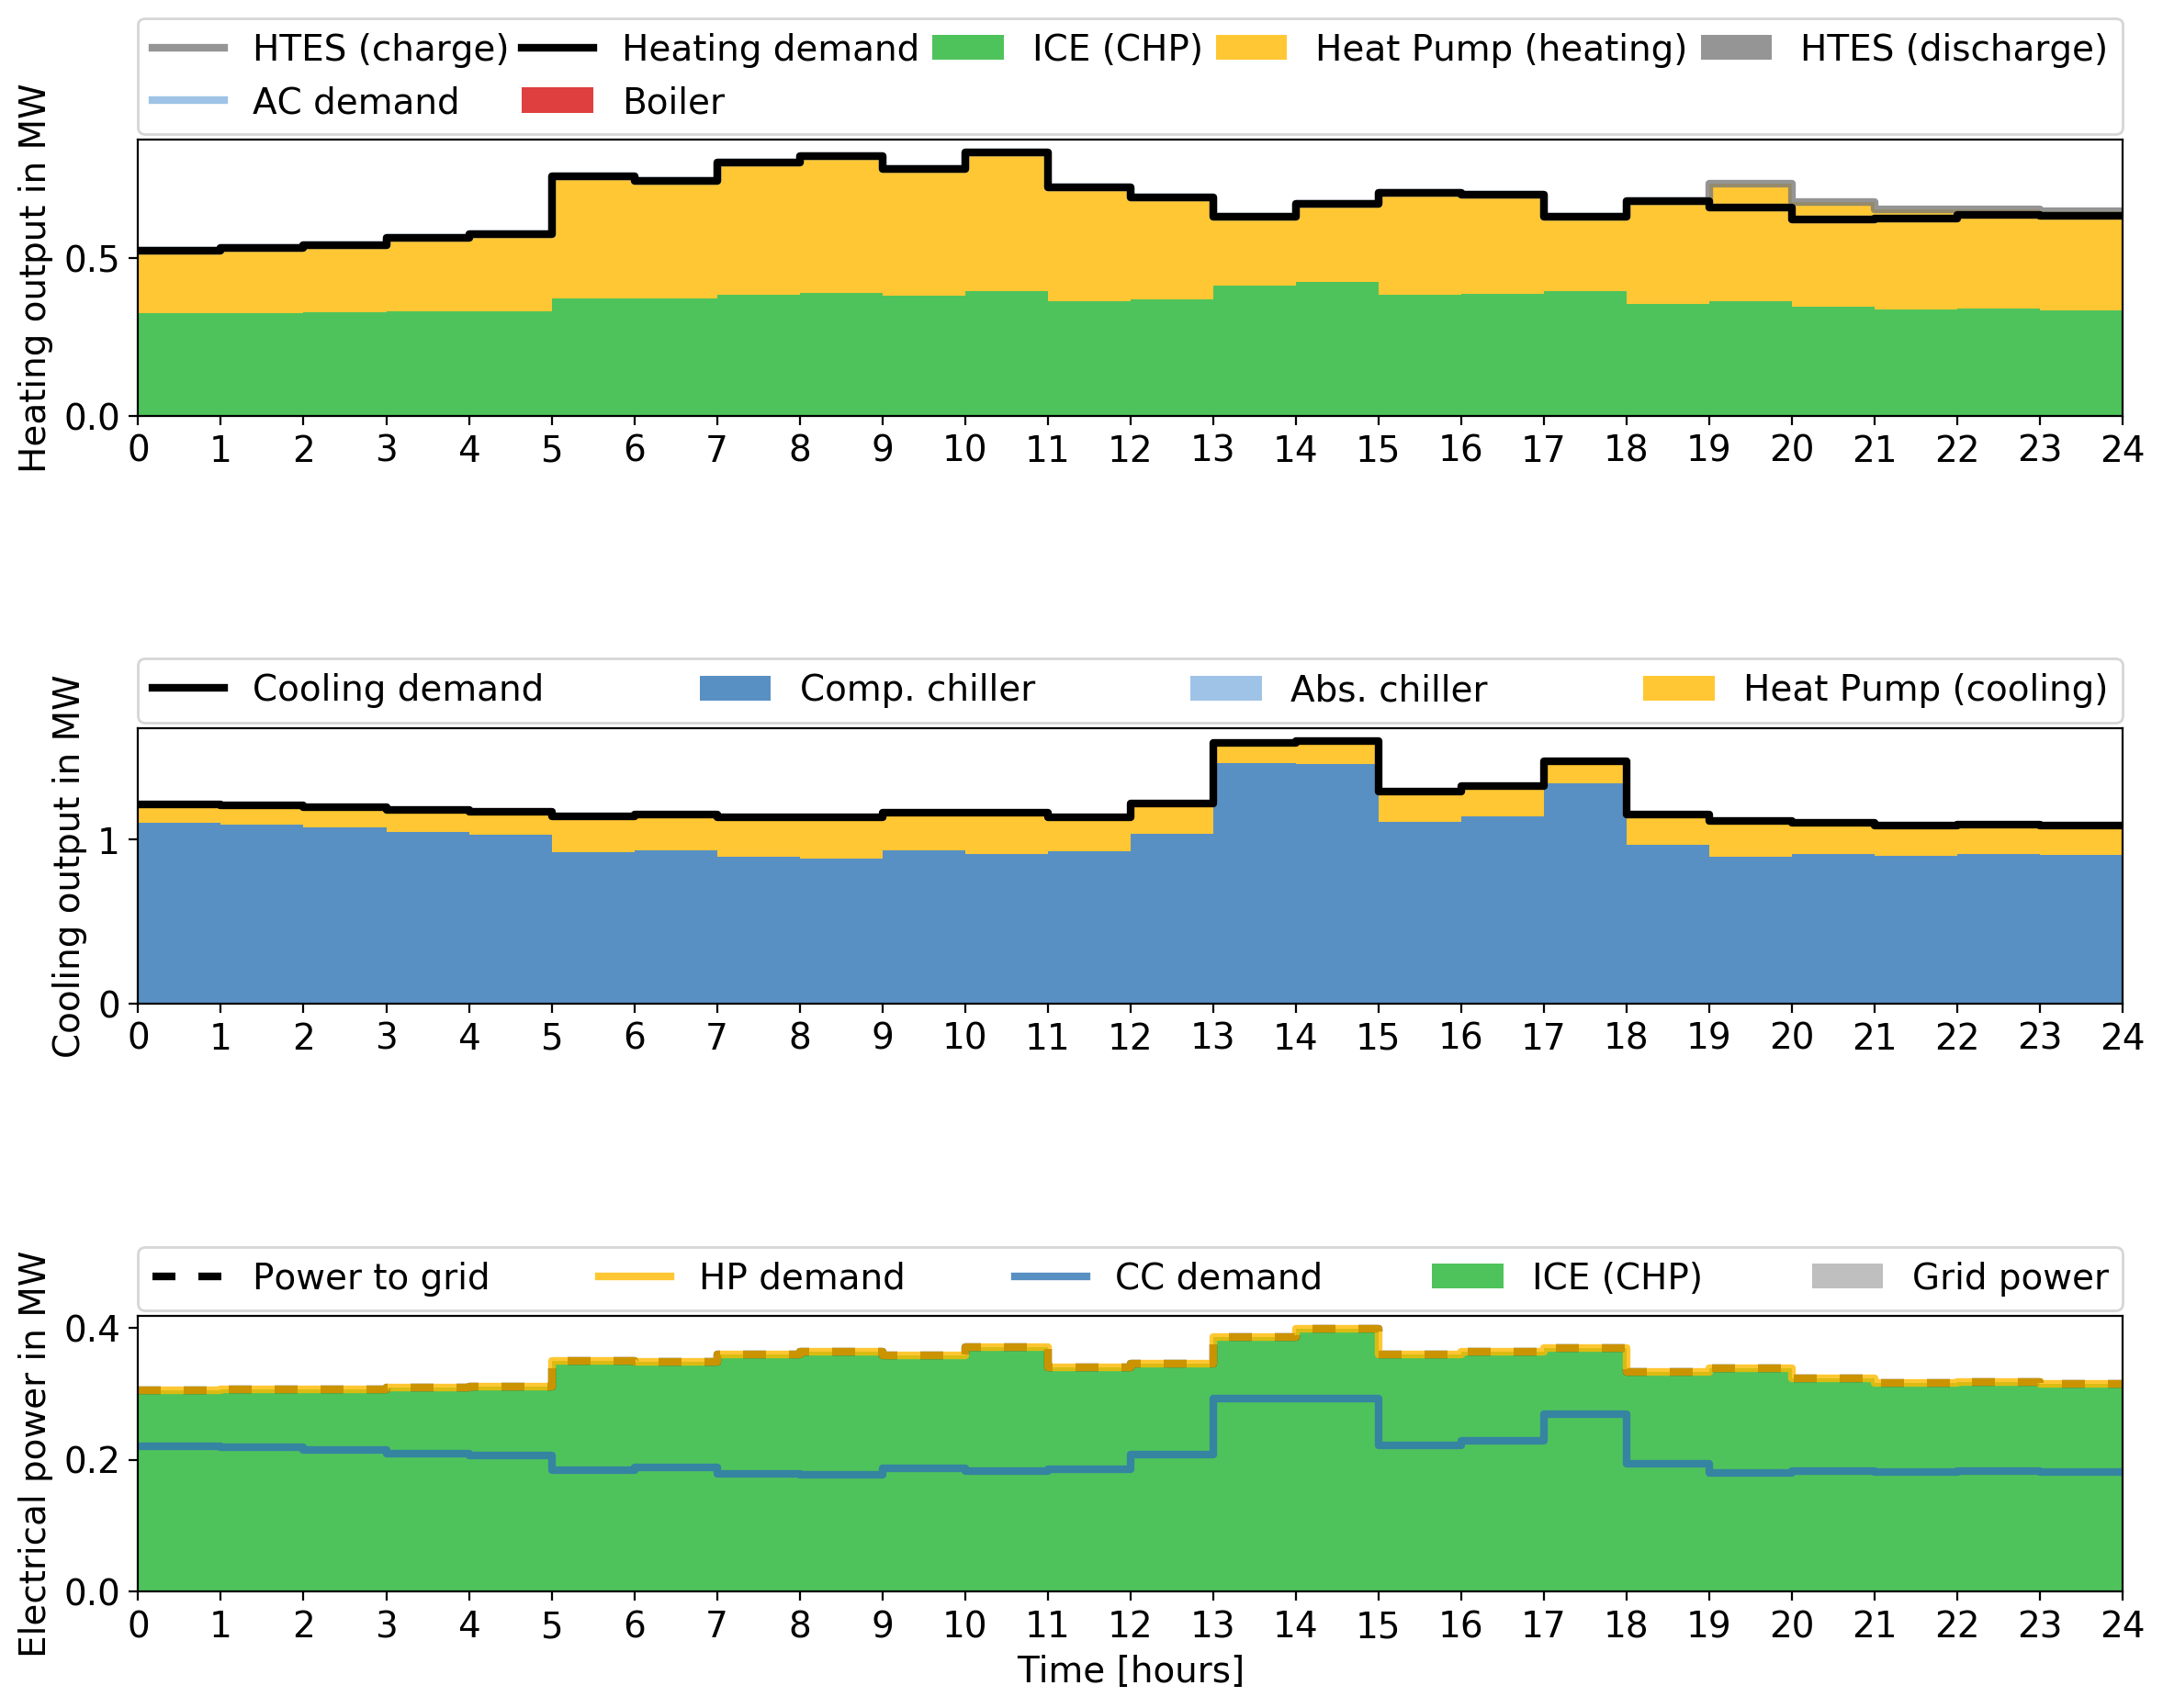 HTES (charge) Heating demand ICE (CHP) Heat Pump (heating) HTES (discharge)
AC demand Boiler
Heating output in MW
0.5
0.0
0 1 2 3 4 5 6 7 8 9 10 11 12 13 14 15 16 17 18 19 20 21 22 23 24
Cooling demand Comp. chiller Abs. chiller Heat Pump (cooling)
Cooling output in MW
1
0
0 1 2 3 4 5 6 7 8 9 10 11 12 13 14 15 16 17 18 19 20 21 22 23 24
Power to grid HP demand CC demand ICE (CHP) Grid power
Electrical power in MW
0.4
0.2
0.0
0 1 2 3 4 5 6 7 8 9 10 11 12 13 14 15 16 17 18 19 20 21 22 23 24
Time [hours]